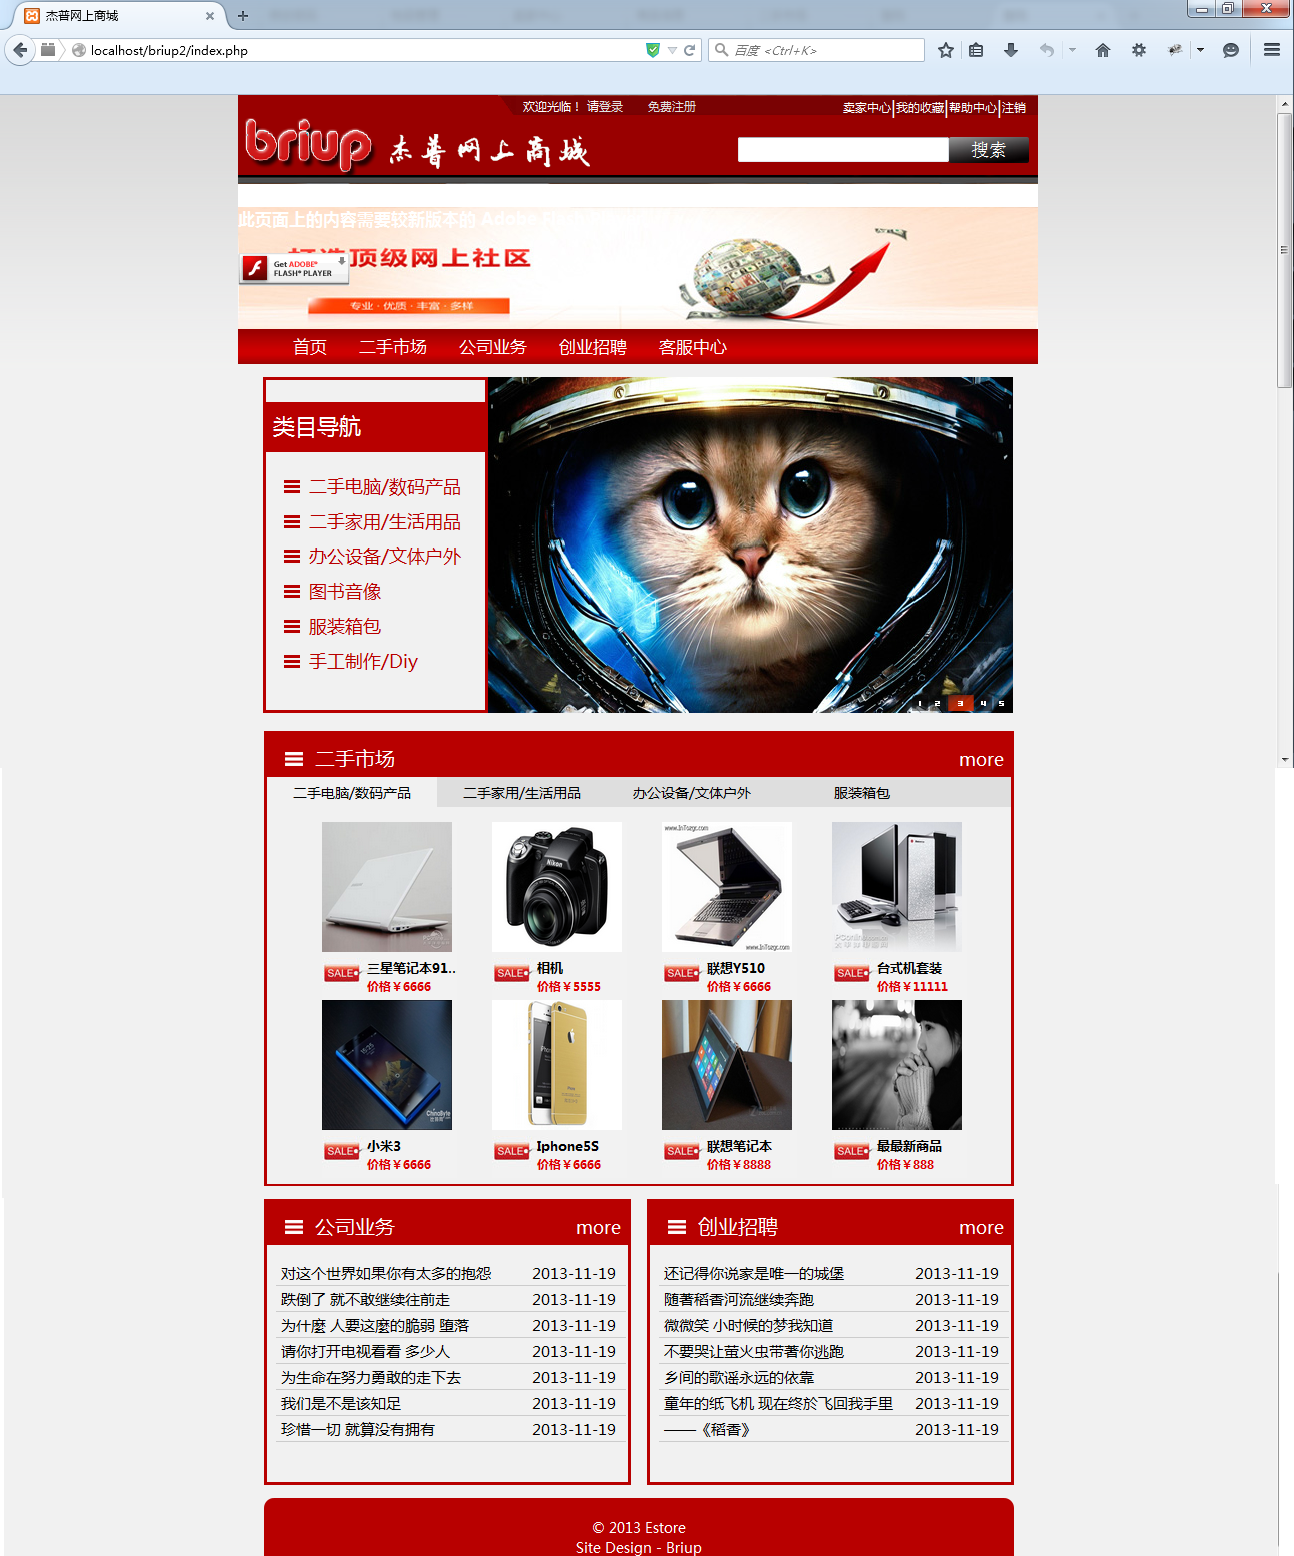 杰普网上商城
localhost/briup2/index.php
百度 <Ctrl+K>
欢迎光临！ 请登录 免费注册
卖家中心|我的收藏|帮助中心|注销
briup 杰普网上商城
搜索
此页面上的内容需要较新版本的 Adobe Flash
顶级网上社区
Get ADOBE® FLASH® PLAYER
专业·优质·丰富·多样
首页 二手市场 公司业务 创业招聘 客服中心
类目导航
二手电脑/数码产品
二手家用/生活用品
办公设备/文体户外
图书音像
服装箱包
手工制作/Diy
1 2 3 4 5
二手市场 more
二手电脑/数码产品 二手家用/生活用品 办公设备/文体户外 服装箱包
Nikon
www.InTozgc.com
www.InTozgc.com
SALE 三星笔记本91..
价格￥6666
SALE 相机
价格￥5555
SALE 联想Y510
价格￥6666
SALE 台式机套装
价格￥11111
ChinaByte
SALE 小米3
价格￥6666
SALE Iphone5S
价格￥6666
SALE 联想笔记本
价格￥8888
SALE 最最新商品
价格￥888
公司业务 more
对这个世界如果你有太多的抱怨 2013-11-19
跌倒了 就不敢继续往前走 2013-11-19
为什麼 人要这麼的脆弱 堕落 2013-11-19
请你打开电视看看 多少人 2013-11-19
为生命在努力勇敢的走下去 2013-11-19
我们是不是该知足 2013-11-19
珍惜一切 就算没有拥有 2013-11-19
创业招聘 more
还记得你说家是唯一的城堡 2013-11-19
随著稻香河流继续奔跑 2013-11-19
微微笑 小时候的梦我知道 2013-11-19
不要哭让萤火虫带著你逃跑 2013-11-19
乡间的歌谣永远的依靠 2013-11-19
童年的纸飞机 现在终於飞回我手里 2013-11-19
——《稻香》 2013-11-19
© 2013 Estore
Site Design - Briup